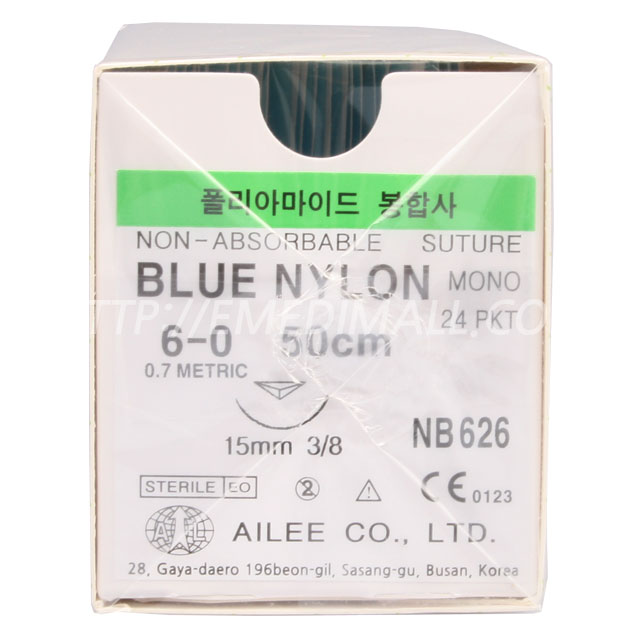 폴리아마이드 봉합사
NON-ABSORBABLE SUTURE
BLUE NYLON MONO
24 PKT
HTTP://EMEDIMALL.CO
6-0 50cm
0.7 METRIC
15mm 3/8
NB626
STERILE EO
2
CE 0123
AILEE CO., LTD.
28, Gaya-daero 196beon-gil, Sasang-gu, Busan, Korea